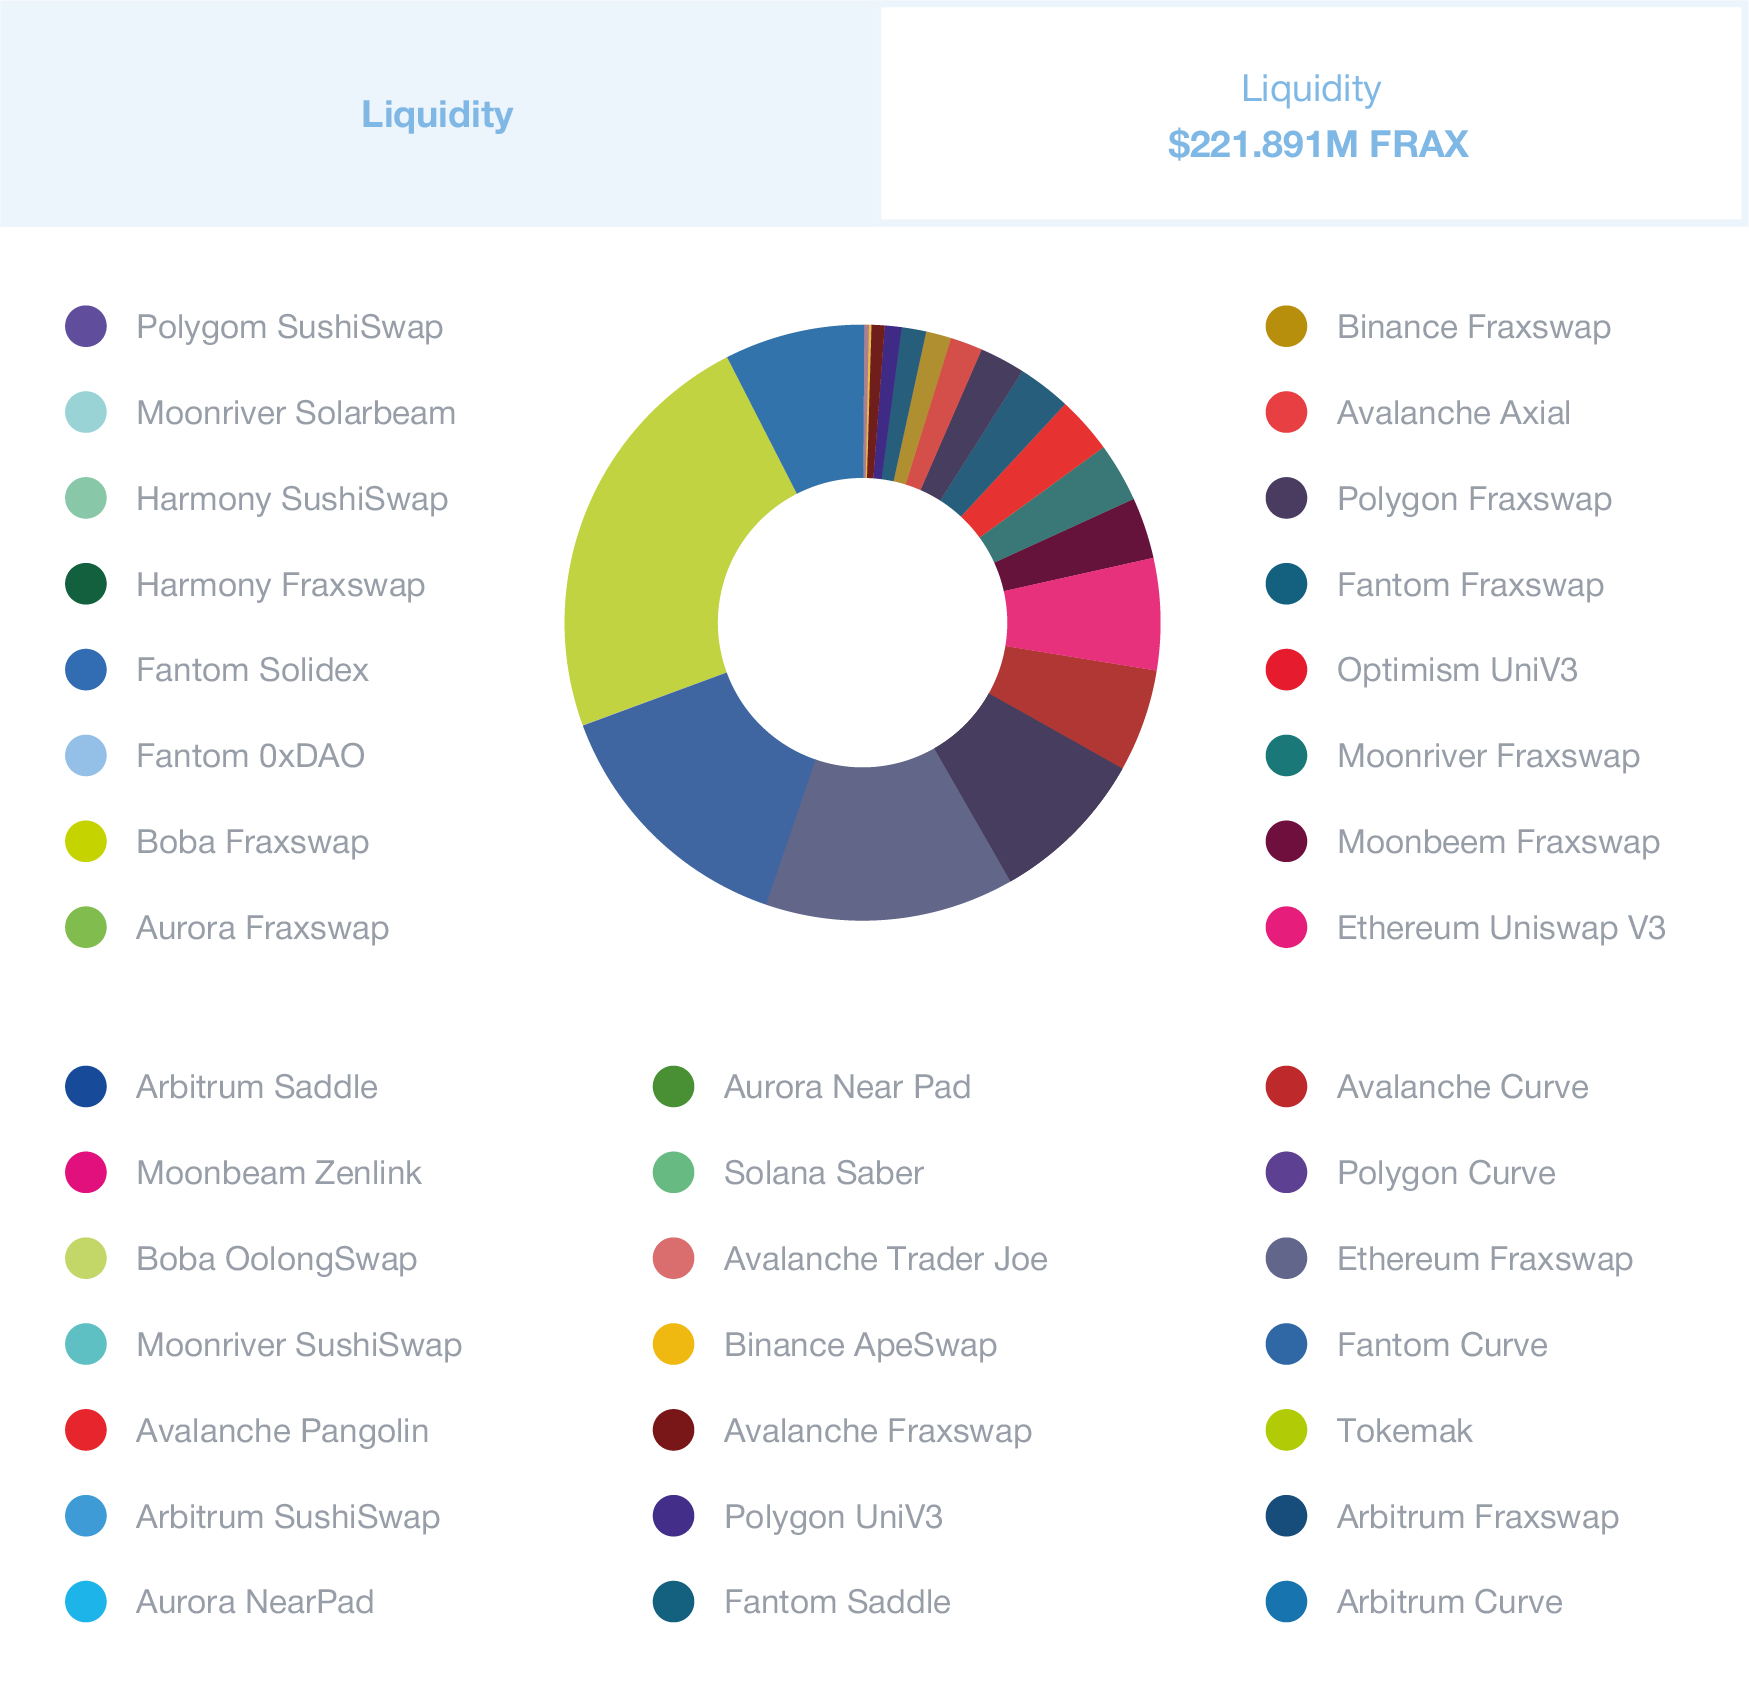 Liquidity
Liquidity
$221.891M FRAX
Polygom SushiSwap
Moonriver Solarbeam
Harmony SushiSwap
Harmony Fraxswap
Fantom Solidex
Fantom 0xDAO
Boba Fraxswap
Aurora Fraxswap
Binance Fraxswap
Avalanche Axial
Polygon Fraxswap
Fantom Fraxswap
Optimism UniV3
Moonriver Fraxswap
Moonbeem Fraxswap
Ethereum Uniswap V3
Arbitrum Saddle
Moonbeam Zenlink
Boba OolongSwap
Moonriver SushiSwap
Avalanche Pangolin
Arbitrum SushiSwap
Aurora NearPad
Aurora Near Pad
Solana Saber
Avalanche Trader Joe
Binance ApeSwap
Avalanche Fraxswap
Polygon UniV3
Fantom Saddle
Avalanche Curve
Polygon Curve
Ethereum Fraxswap
Fantom Curve
Tokemak
Arbitrum Fraxswap
Arbitrum Curve